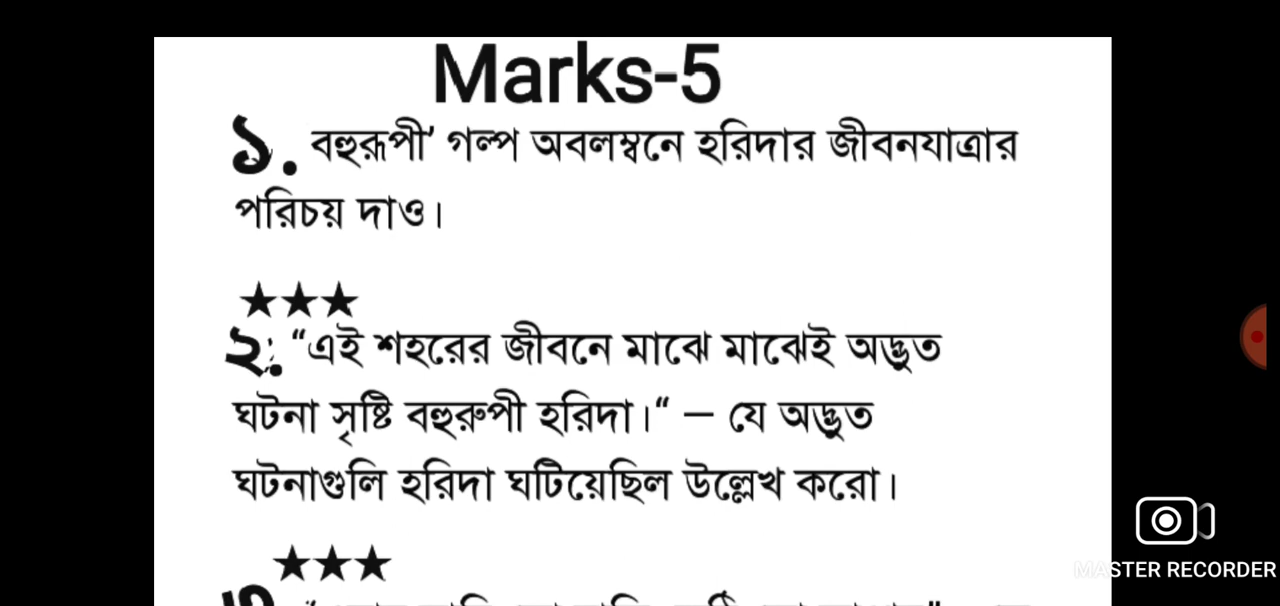 Marks-5
১. বহুরূপী’ গল্প অবলম্বনে হরিদার জীবনযাত্রার
পরিচয় দাও।
★★★
২. “এই শহরের জীবনে মাঝে মাঝেই অদ্ভুত
ঘটনা সৃষ্টি বহুরুপী হরিদা।“ – যে অদ্ভুত
ঘটনাগুলি হরিদা ঘটিয়েছিল উল্লেখ করো।
★★★
MASTER RECORDER